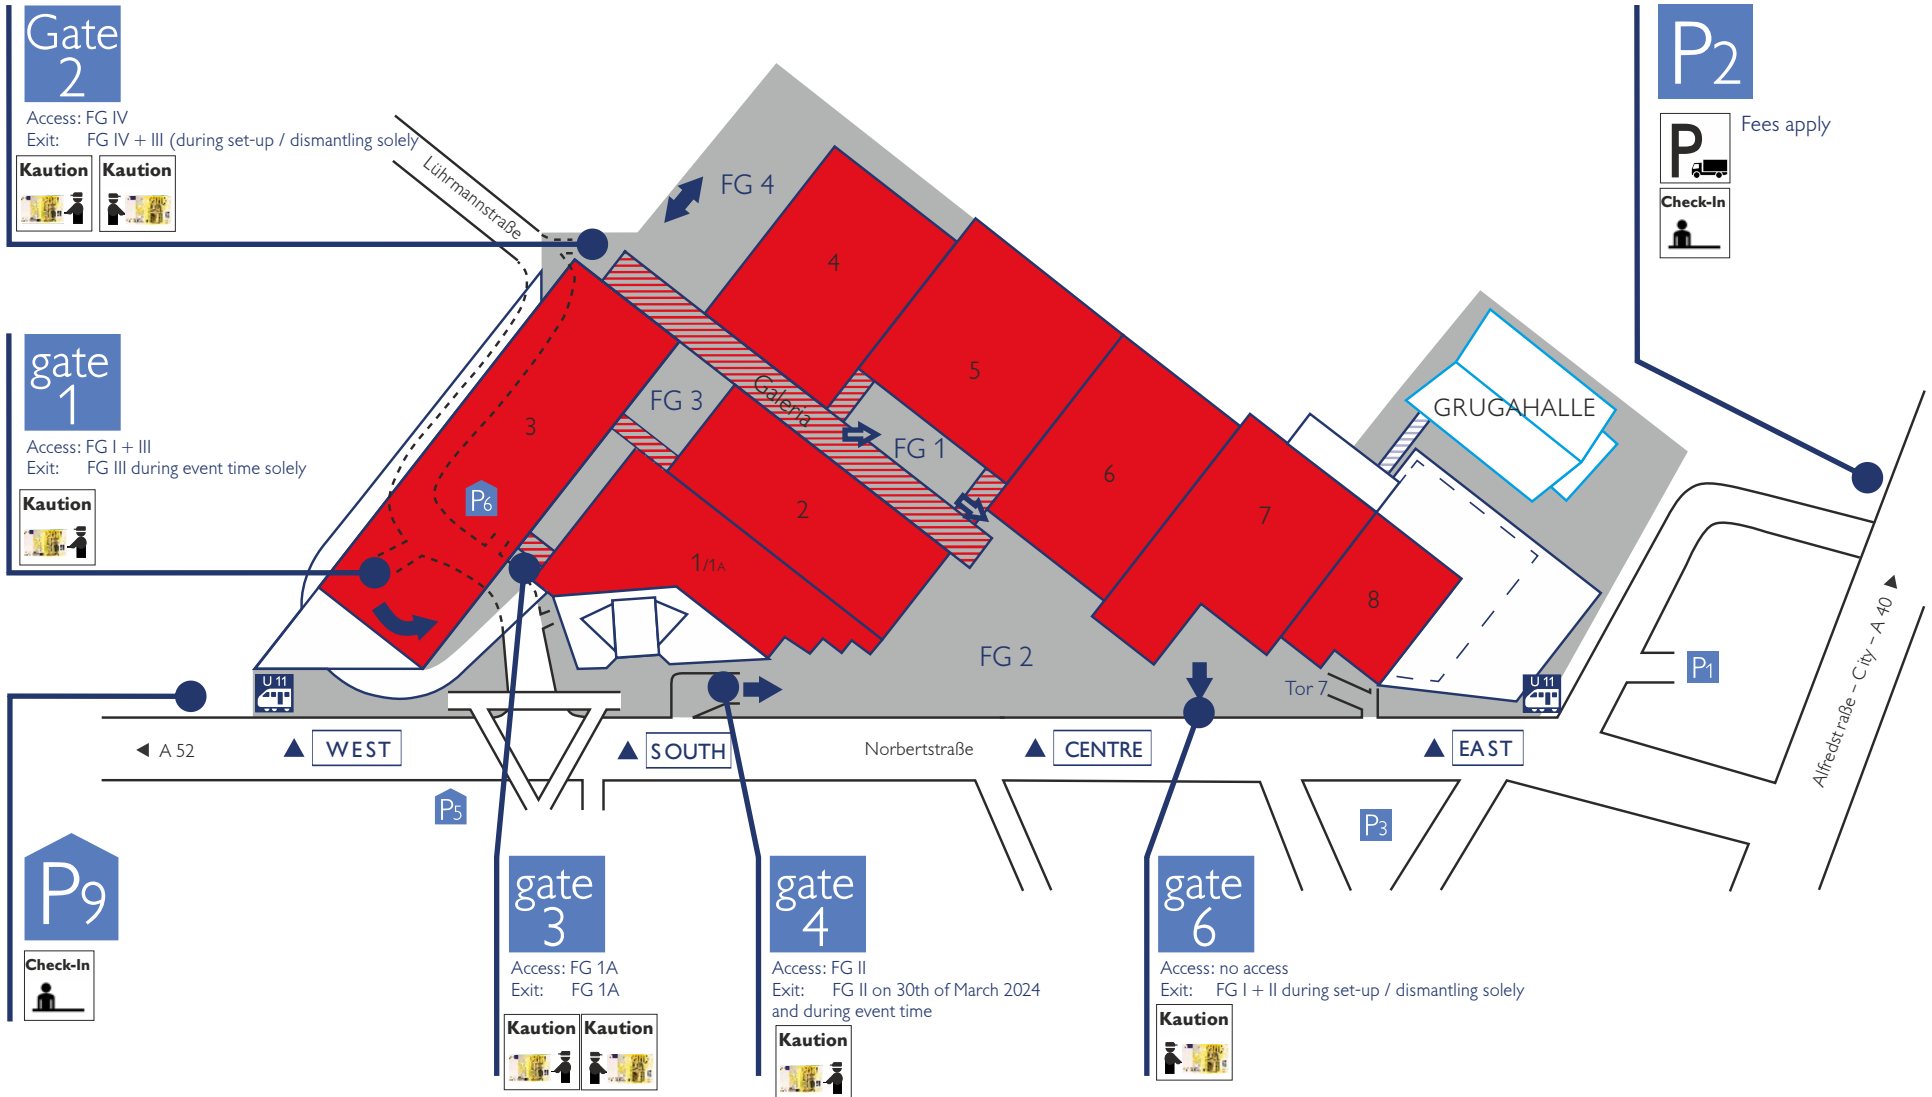 Gate
2
Access: FG IV
Exit: FG IV + III (during set-up / dismantling solely
Kaution
Kaution
P2
Fees apply
P
Check-In
Lührmannstraße
FG 4
4
5
6
7
8
3
FG 3
Galeria
FG 1
2
1/1A
P6
GRUGAHALLE
gate
1
Access: FG I + III
Exit: FG III during event time solely
Kaution
FG 2
Tor 7
U 11
U 11
P1
Alfredstraße – City – A 40
A 52
WEST
SOUTH
Norbertstraße
CENTRE
EAST
P5
P3
P9
Check-In
gate
3
Access: FG 1A
Exit: FG 1A
Kaution
Kaution
gate
4
Access: FG II
Exit: FG II on 30th of March 2024
and during event time
Kaution
gate
6
Access: no access
Exit: FG I + II during set-up / dismantling solely
Kaution